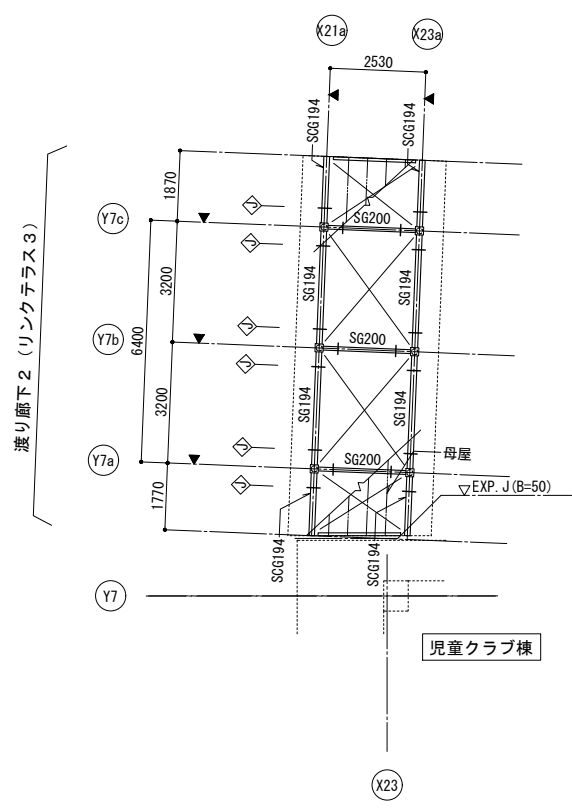 X21a
X23a
2530
SCG194
SCG194
1870
J
Y7c
SG200
J
3200
SG194
SG194
6400
渡り廊下2（リンクテラス3）
J
Y7b
SG200
J
3200
SG194
SG194
J
母屋
Y7a
SG200
J
EXP.J(B=50)
1770
SCG194
SCG194
Y7
児童クラブ棟
X23